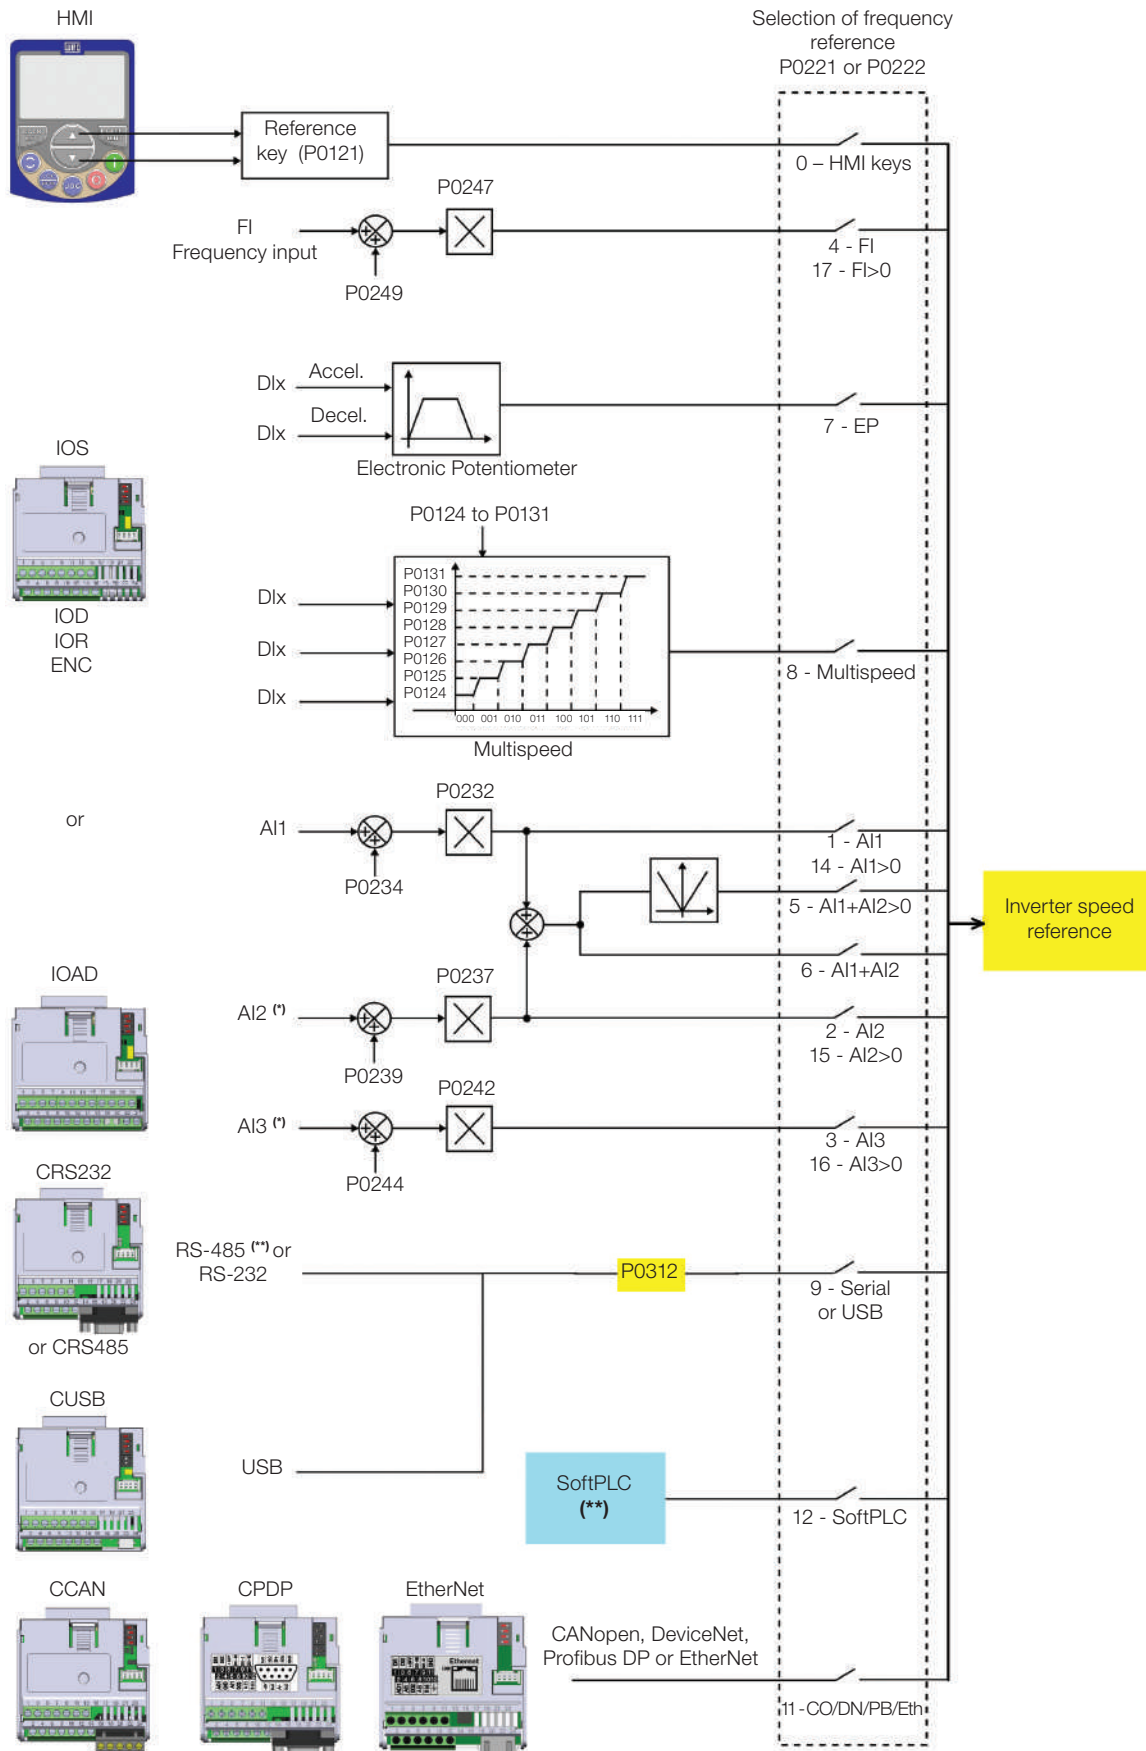 HMI
Selection of frequency
reference
P0221 or P0222
Reference
key (P0121)
0 – HMI keys
P0247
FI
Frequency input
4 - FI
17 - FI>0
P0249
DIx
Accel.
DIx
Decel.
7 - EP
Electronic Potentiometer
IOS
P0124 to P0131
P0131
P0130
P0129
P0128
P0127
P0126
P0125
P0124
000 001 010 011 100 101 110 111
DIx
DIx
DIx
IOD
IOR
ENC
8 - Multispeed
Multispeed
or
P0232
AI1
1 - AI1
14 - AI1>0
P0234
5 - AI1+AI2>0
Inverter speed
reference
6 - AI1+AI2
IOAD
P0237
AI2 (*)
2 - AI2
15 - AI2>0
P0239
P0242
AI3 (*)
3 - AI3
16 - AI3>0
P0244
CRS232
RS-485 (**) or
RS-232
P0312
9 - Serial
or USB
or CRS485
CUSB
USB
SoftPLC
(**)
12 - SoftPLC
CCAN
CPDP
EtherNet
Ethernet
CANopen, DeviceNet,
Profibus DP or EtherNet
11 -CO/DN/PB/Eth